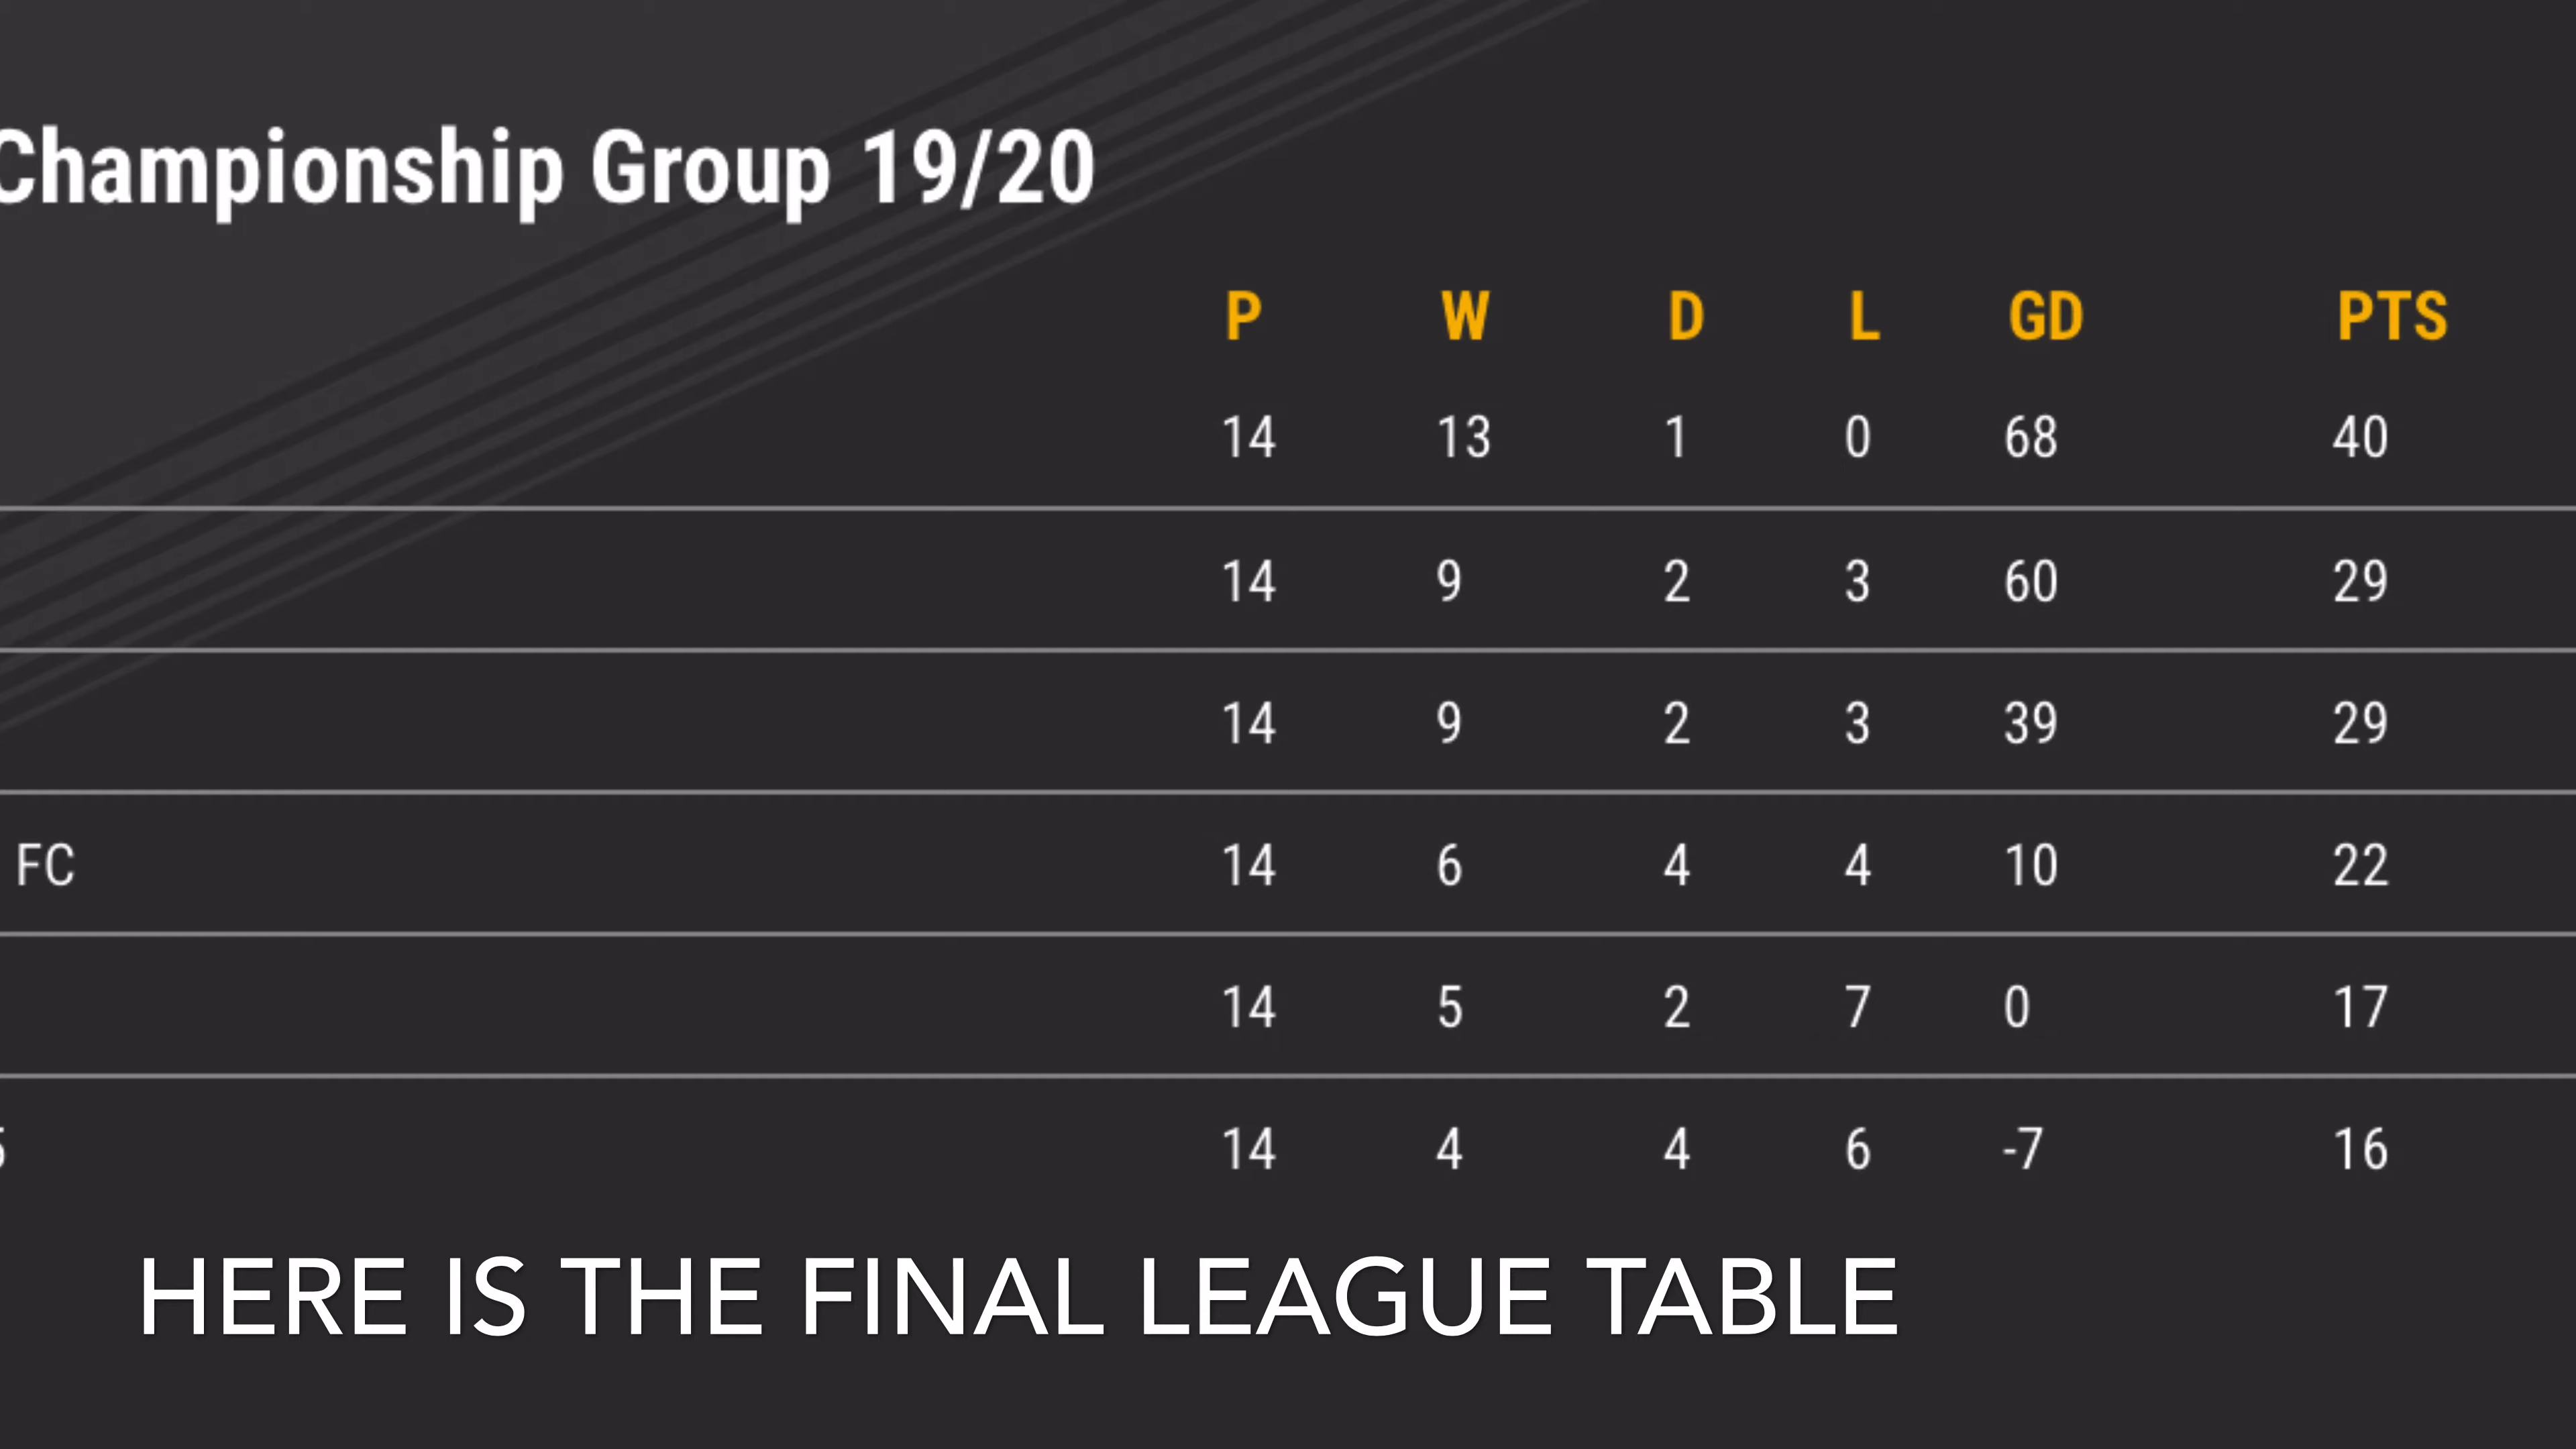 Championship Group 19/20
P W D L GD PTS
14 13 1 0 68 40
14 9 2 3 60 29
14 9 2 3 39 29
FC 14 6 4 4 10 22
14 5 2 7 0 17
14 4 4 6 -7 16
HERE IS THE FINAL LEAGUE TABLE